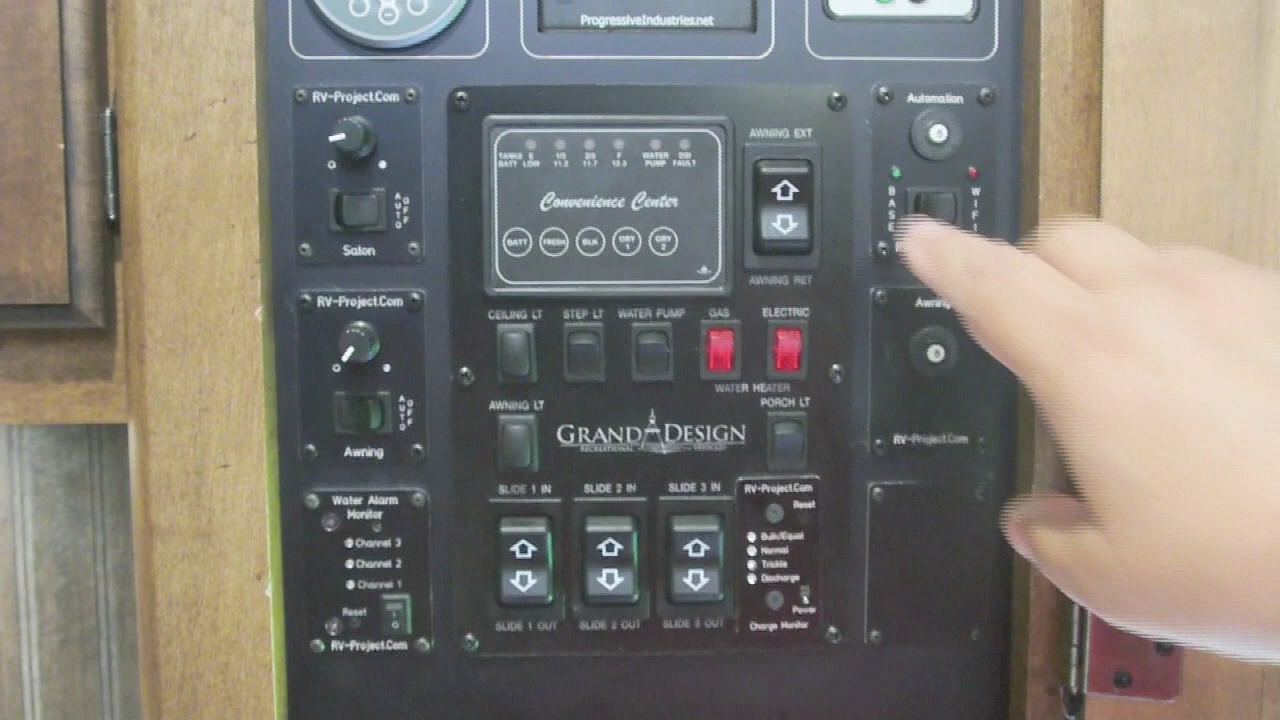 ProgressiveIndustries.net
RV-Project.Com
AUTO
OFF
Salon
RV-Project.Com
AUTO
OFF
Awning
Water Alarm
Monitor
Channel 3
Channel 2
Channel 1
Reset
RV-Project.Com
TANKS E 1/3 2/3 F WATER DSI
BATT LOW 11.2 11.7 12.3 PUMP FAULT
Convenience Center
BATT FRESH BLK GRY 1 GRY 2
AWNING EXT
AWNING RET
CEILING LT STEP LT WATER PUMP GAS ELECTRIC
WATER HEATER
AWNING LT
PORCH LT
GRAND DESIGN
RECREATIONAL VEHICLES
SLIDE 1 IN SLIDE 2 IN SLIDE 3 IN
SLIDE 1 OUT SLIDE 2 OUT SLIDE 3 OUT
RV-Project.Com
Reset
Bulk/Equal
Normal
Trickle
Discharge
Power
Charge Monitor
Automation
BASE
WIFI
RV-Project.Com